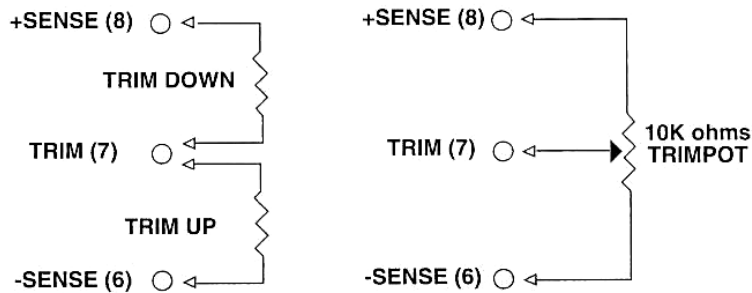 +SENSE (8)
TRIM DOWN
TRIM (7)
TRIM UP
-SENSE (6)
+SENSE (8)
10K ohms
TRIMPOT
TRIM (7)
-SENSE (6)